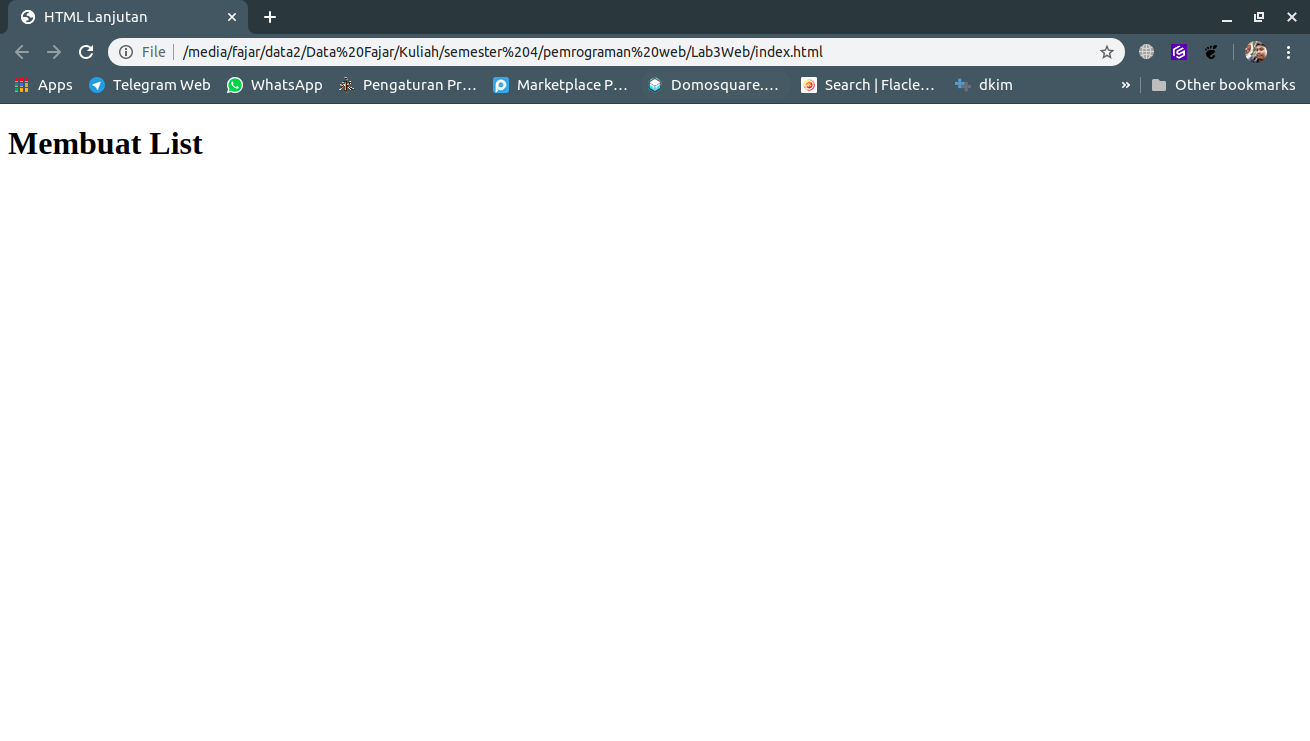 HTML Lanjutan
File /media/fajar/data2/Data%20Fajar/Kuliah/semester%204/pemrograman%20web/Lab3Web/index.html
Apps Telegram Web WhatsApp Pengaturan Pr… Marketplace P… Domosquare.… Search | Flacle… dkim » Other bookmarks
Membuat List